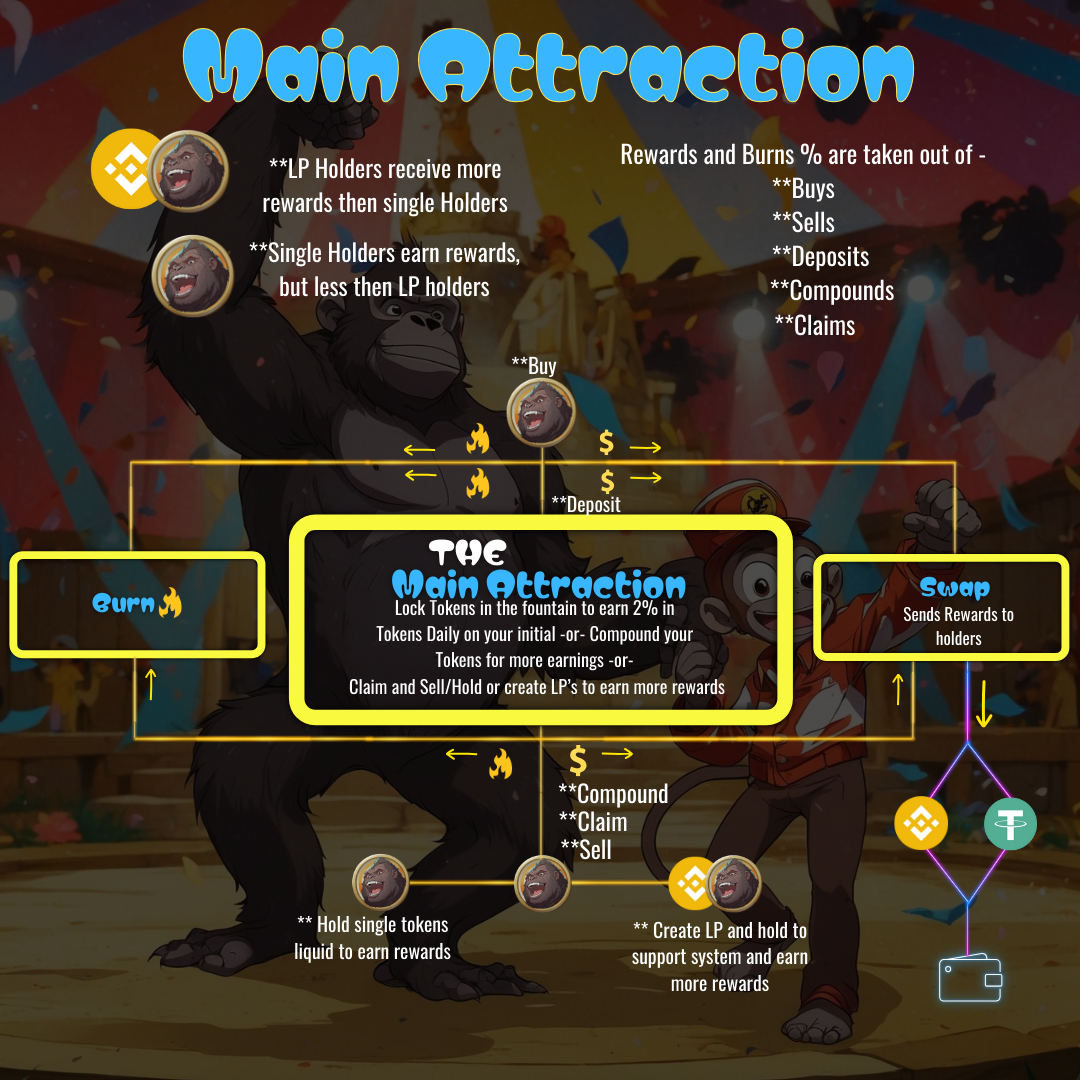 Main Attraction
**LP Holders receive more
rewards then single Holders
**Single Holders earn rewards,
but less then LP holders
Rewards and Burns % are taken out of -
**Buys
**Sells
**Deposits
**Compounds
**Claims
**Buy
$
$
**Deposit
Burn
THE
Main Attraction
Lock Tokens in the fountain to earn 2% in
Tokens Daily on your initial -or- Compound your
Tokens for more earnings -or-
Claim and Sell/Hold or create LP's to earn more rewards
Swap
Sends Rewards to
holders
$
**Compound
**Claim
**Sell
** Hold single tokens
liquid to earn rewards
** Create LP and hold to
support system and earn
more rewards